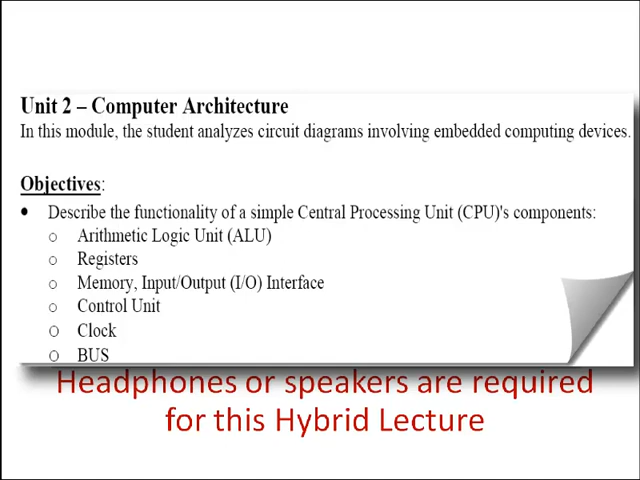 Unit 2 – Computer Architecture
In this module, the student analyzes circuit diagrams involving embedded computing devices.
Objectives:
• Describe the functionality of a simple Central Processing Unit (CPU)'s components:
o Arithmetic Logic Unit (ALU)
o Registers
o Memory, Input/Output (I/O) Interface
o Control Unit
o Clock
o BUS
Headphones or speakers are required
for this Hybrid Lecture